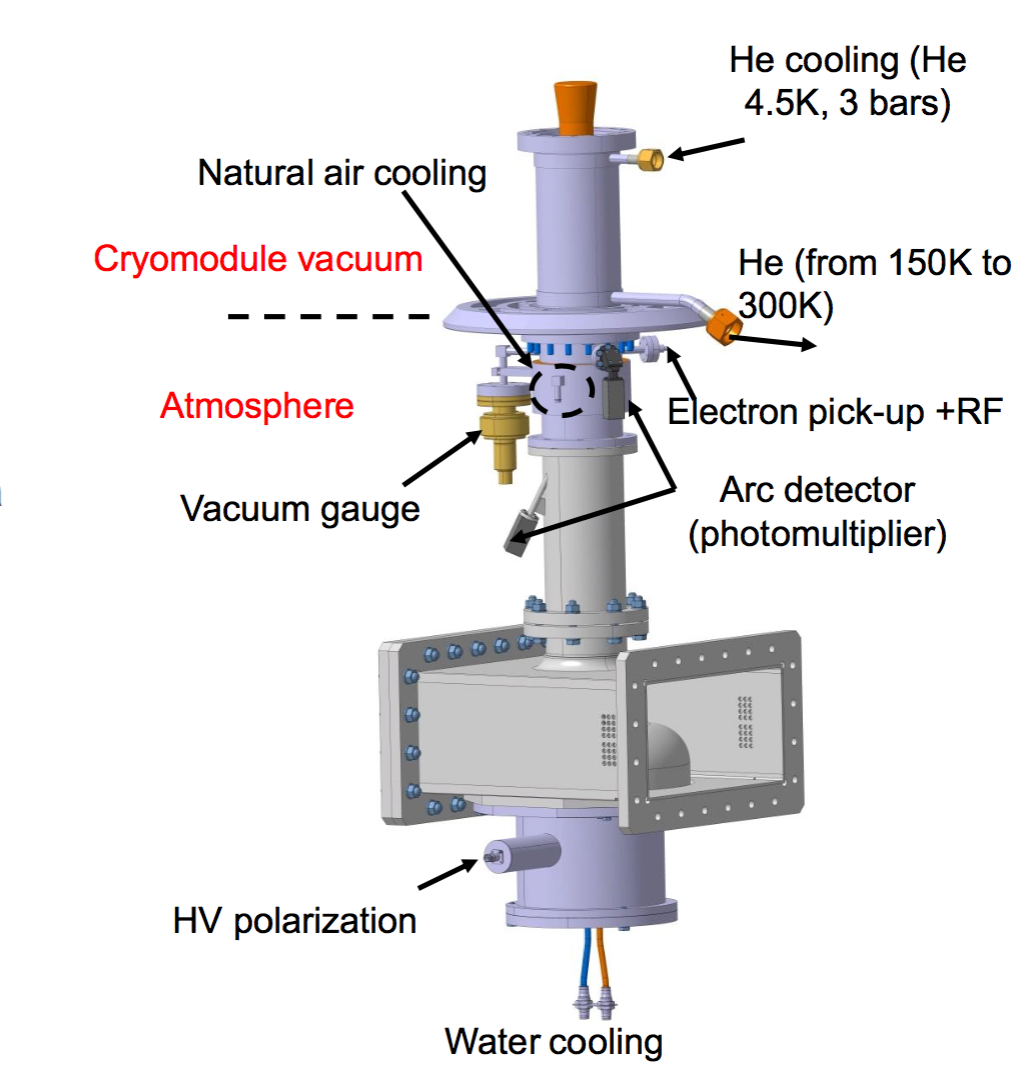 He cooling (He
4.5K, 3 bars)
Natural air cooling
Cryomodule vacuum
He (from 150K to
300K)
Atmosphere
Electron pick-up +RF
Vacuum gauge
Arc detector
(photomultiplier)
HV polarization
Water cooling